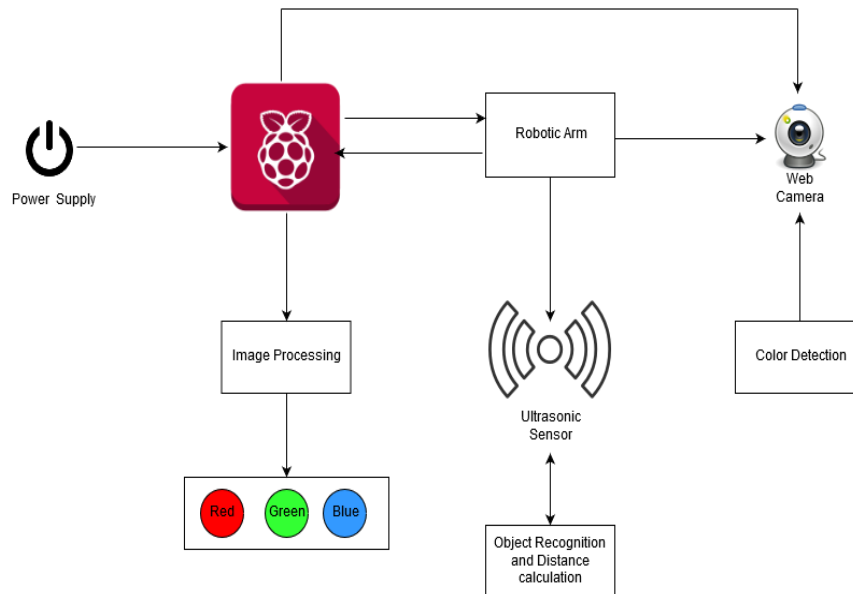 Robotic Arm
Power Supply
Web
Camera
Image Processing
Color Detection
Ultrasonic
Sensor
Red
Green
Blue
Object Recognition
and Distance
calculation